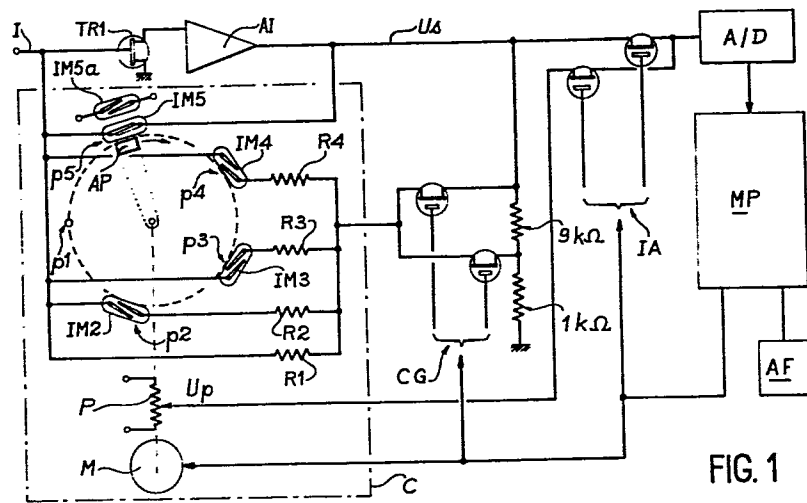 I
TR1
AI
Us
A/D
IM5a
IM5
p5
AP
IM4
R4
p4
p1
p3
R3
IM3
IM2
p2
R2
R1
9kΩ
1kΩ
IA
MP
CG
AF
P
Up
M
C
FIG. 1